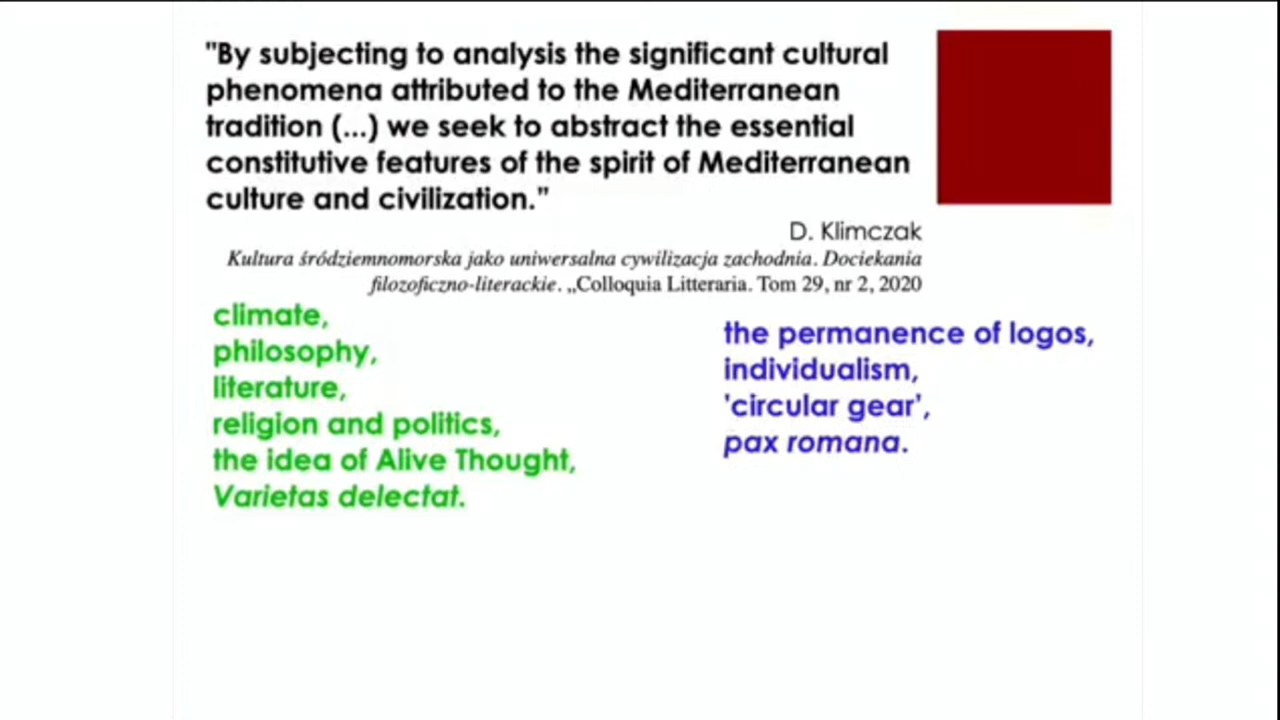 "By subjecting to analysis the significant cultural
phenomena attributed to the Mediterranean
tradition (...) we seek to abstract the essential
constitutive features of the spirit of Mediterranean
culture and civilization.”
D. Klimczak
Kultura śródziemnomorska jako uniwersalna cywilizacja zachodnia. Dociekania
filozoficzno-literackie. „Colloquia Litteraria. Tom 29, nr 2, 2020
climate,
philosophy,
literature,
religion and politics,
the idea of Alive Thought,
Varietas delectat.
the permanence of logos,
individualism,
'circular gear',
pax romana.